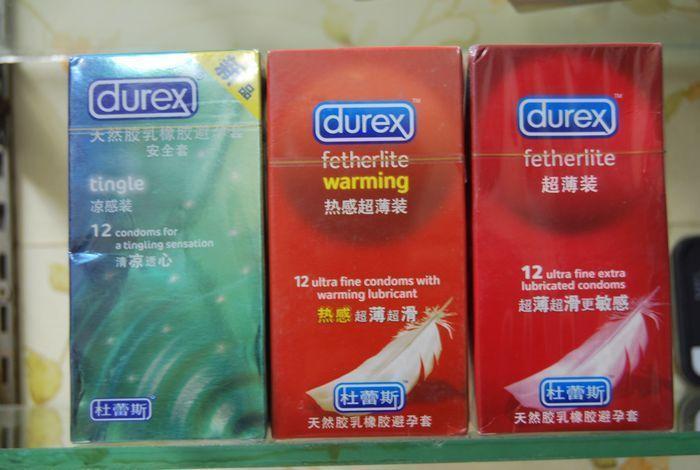 新品
durex
天然胶乳橡胶避孕套
安全套
tingle
凉感装
12 condoms for
a tingling sensation
清凉透心
杜蕾斯
durex™
fetherlite
warming
热感超薄装
12 ultra fine condoms with
warming lubricant
热感 超薄超滑
杜蕾斯
天然胶乳橡胶避孕套
durex™
fetherlite
超薄装
12 ultra fine extra
lubricated condoms
超薄超滑更敏感
杜蕾斯
天然胶乳橡胶避孕套